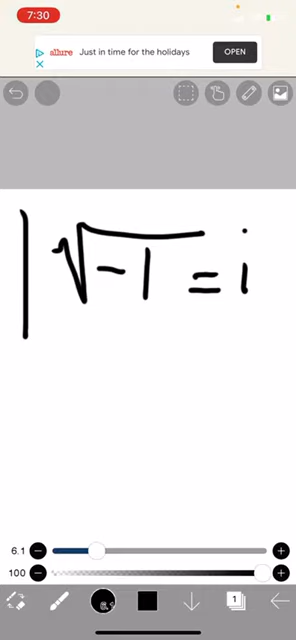 7:30
allure Just in time for the holidays OPEN
| √-1 = i
6.1
100
1